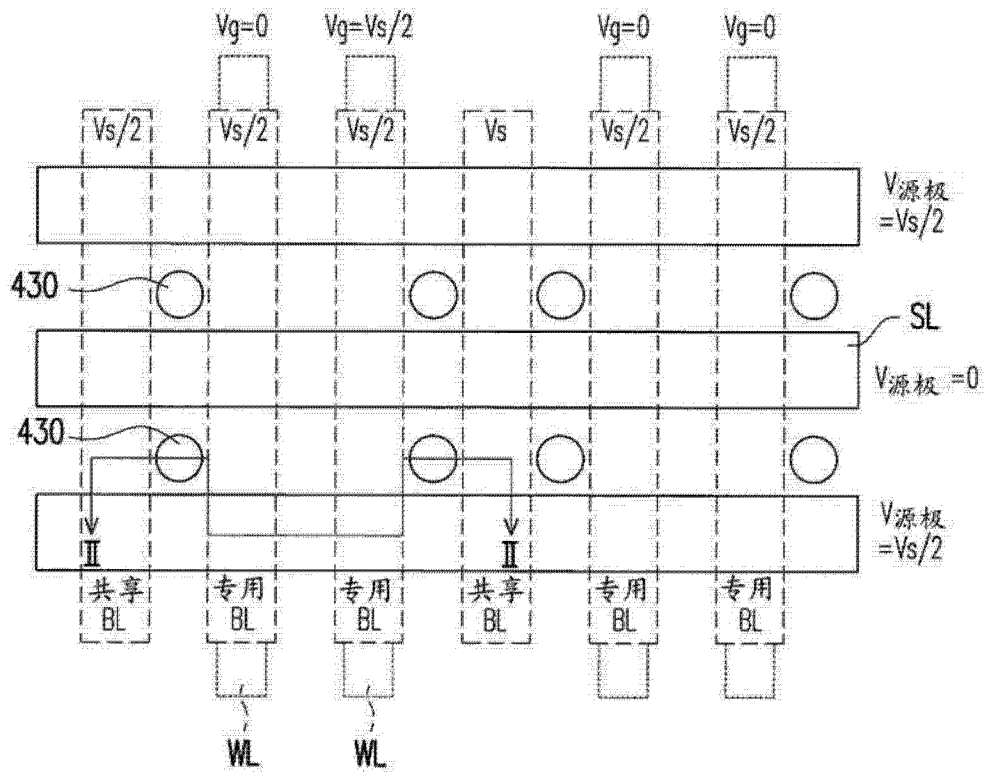 Vg=0 Vg=Vs/2 Vg=0 Vg=0
Vs/2 Vs/2 Vs/2 Vs Vs/2 Vs/2
V源极
=Vs/2
430
SL
V源极 =0
430
V源极
=Vs/2
II II
共享 专用 专用 共享 专用 专用
BL BL BL BL BL BL
WL WL